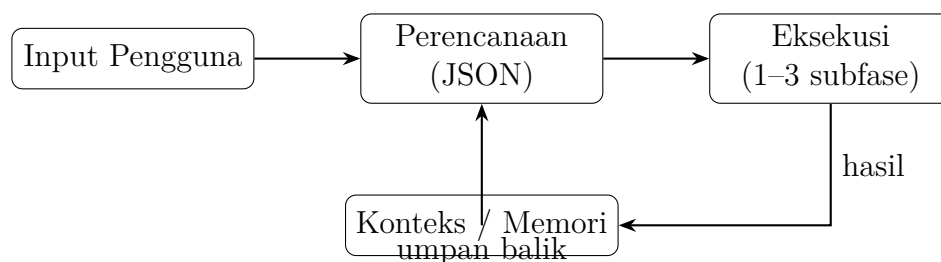 Input Pengguna
Perencanaan
(JSON)
Eksekusi
(1–3 subfase)
hasil
Konteks / Memori
umpan balik